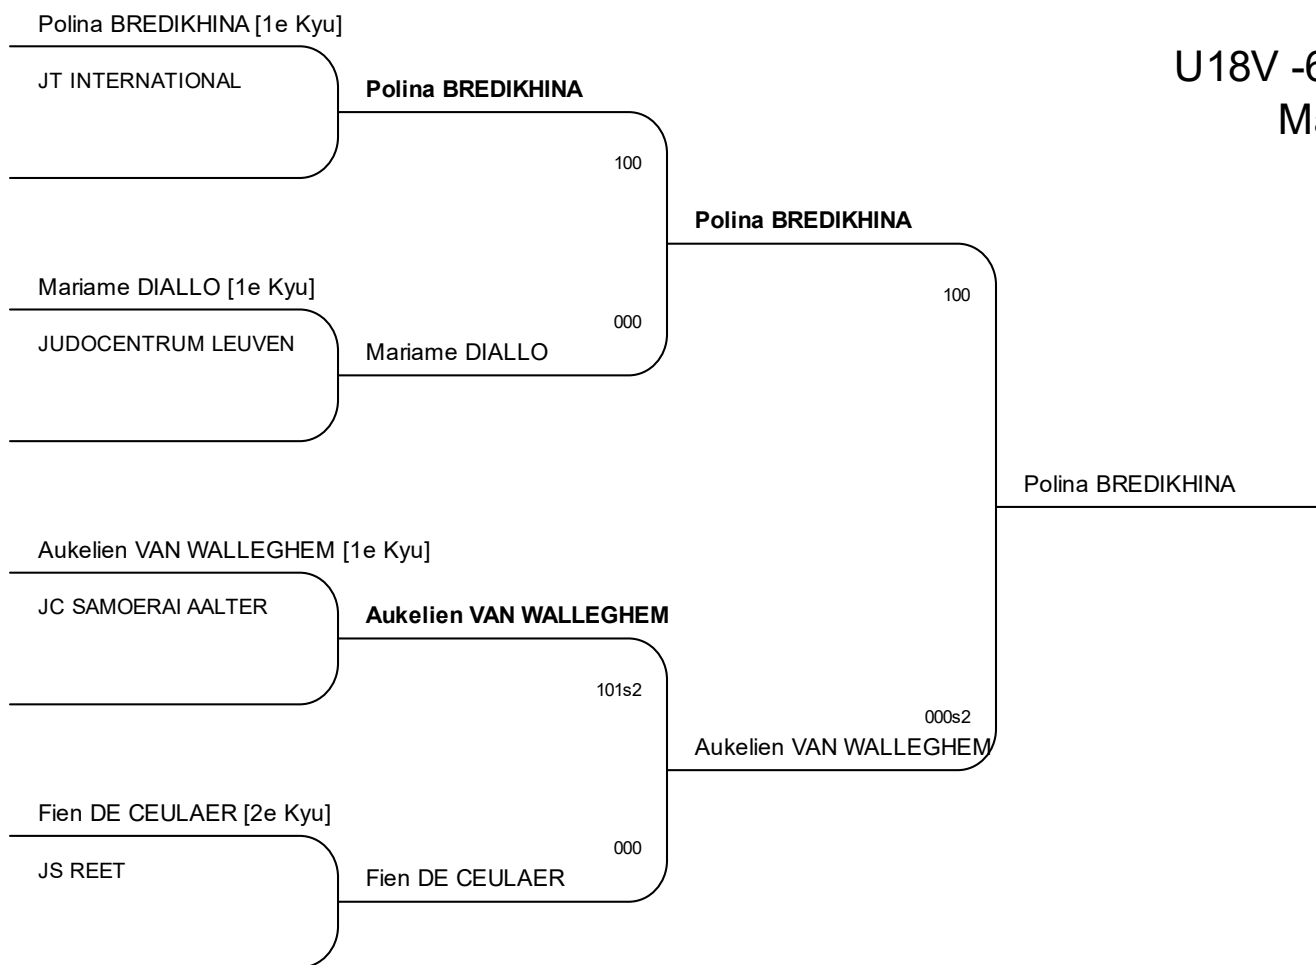 Polina BREDIKHINA [1e Kyu]
JT INTERNATIONAL
Polina BREDIKHINA
100
U18V
Polina BREDIKHINA
100
Mariame DIALLO [1e Kyu]
JUDOCENTRUM LEUVEN
000
Mariame DIALLO
Polina BREDIKHINA
Aukelien VAN WALLEGHEM [1e Kyu]
JC SAMOERAI AALTER
Aukelien VAN WALLEGHEM
101s2
000s2
Aukelien VAN WALLEGHEM
Fien DE CEULAER [2e Kyu]
JS REET
000
Fien DE CEULAER